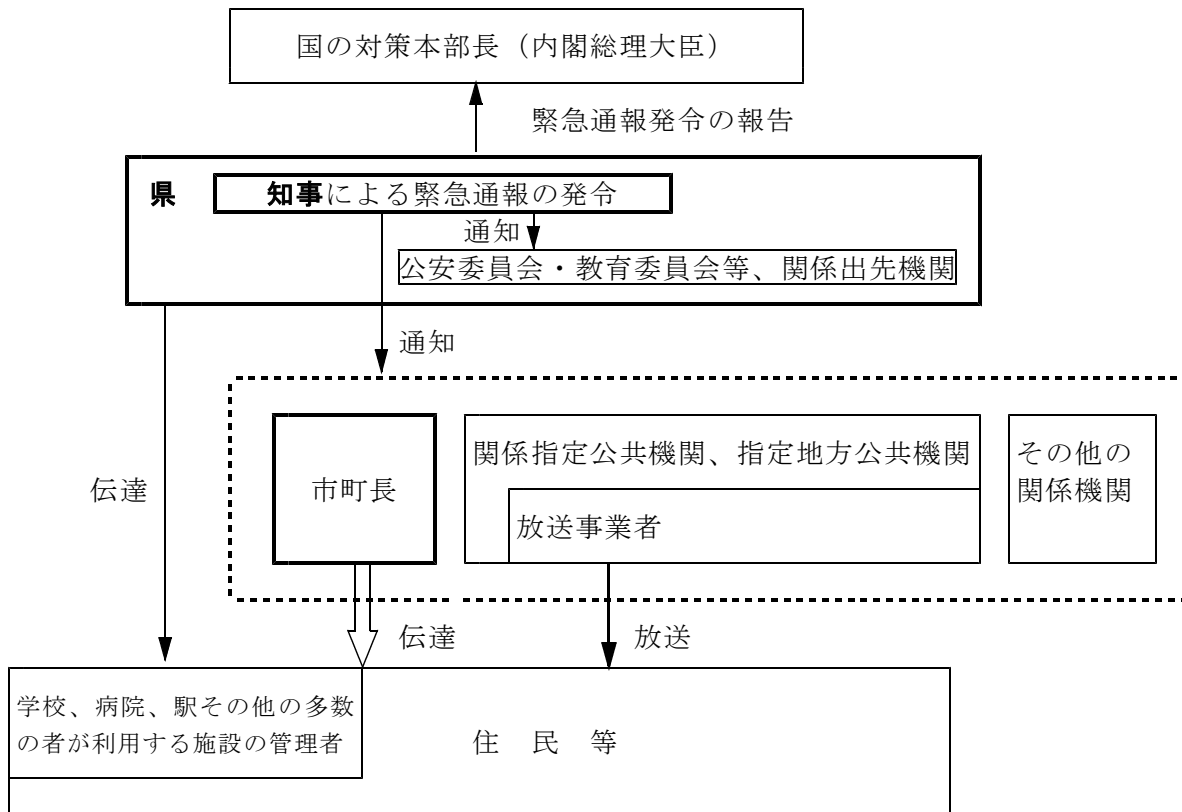 国の対策本部長（内閣総理大臣）
緊急通報発令の報告
県
知事による緊急通報の発令
通知
公安委員会・教育委員会等、関係出先機関
通知
伝達
市町長
関係指定公共機関、指定地方公共機関
放送事業者
その他の
関係機関
伝達
放送
学校、病院、駅その他の多数
の者が利用する施設の管理者
住　民　等